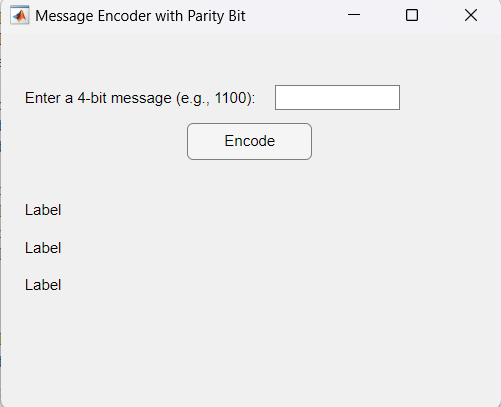 Message Encoder with Parity Bit
Enter a 4-bit message (e.g., 1100):
Encode
Label
Label
Label